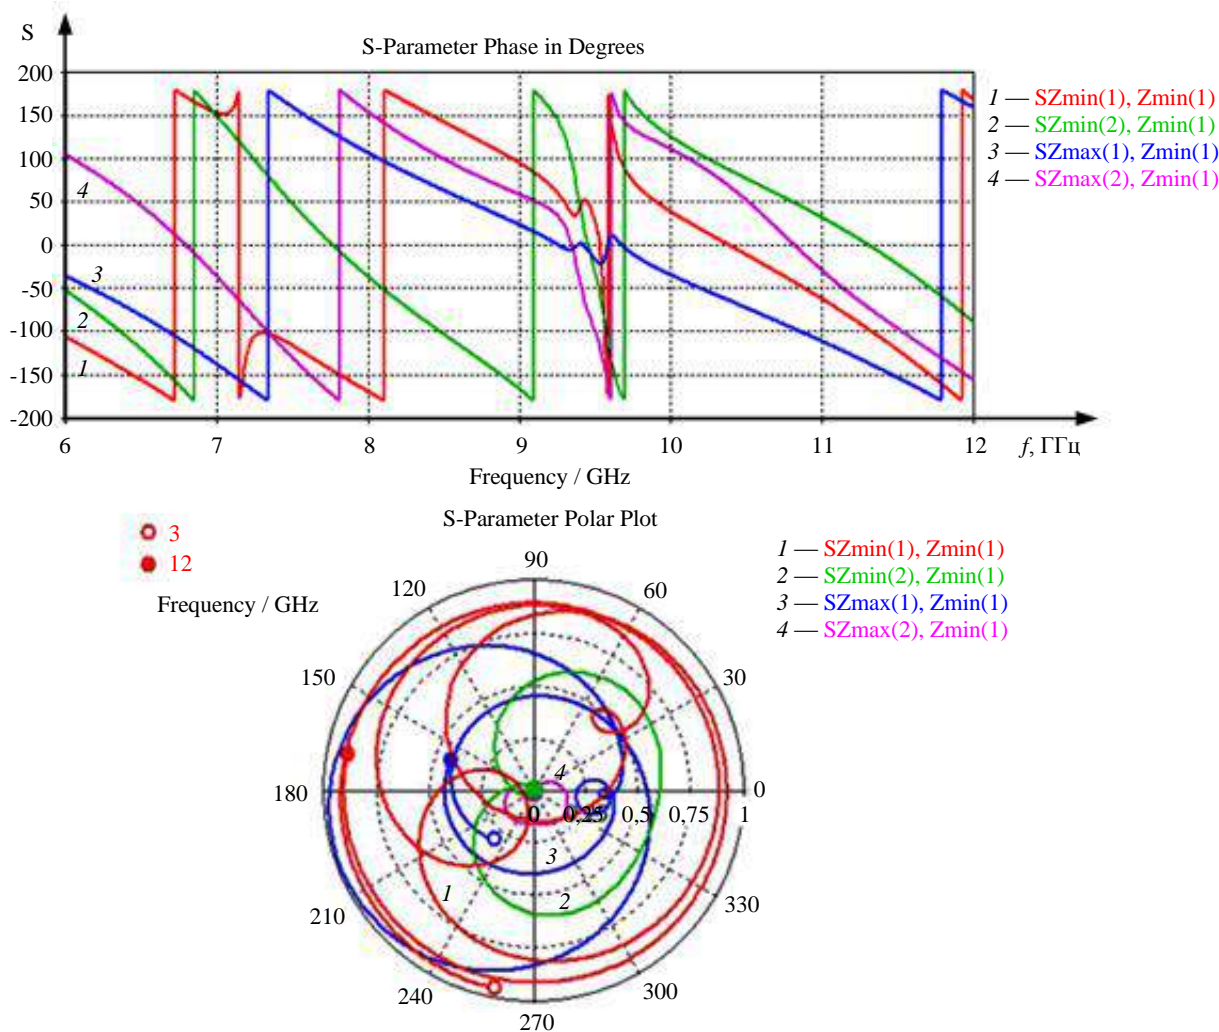 S
S-Parameter Phase in Degrees
200
150
100
50
0
-50
-100
-150
-200
4
3
2
1
6 7 8 9 10 11 12 f, ГГц
Frequency / GHz
1 — SZmin(1), Zmin(1)
2 — SZmin(2), Zmin(1)
3 — SZmax(1), Zmin(1)
4 — SZmax(2), Zmin(1)
S-Parameter Polar Plot
3
12
Frequency / GHz
1 — SZmin(1), Zmin(1)
2 — SZmin(2), Zmin(1)
3 — SZmax(1), Zmin(1)
4 — SZmax(2), Zmin(1)
90
120 60
150 30
4
180 0
0 0,25 0,5 0,75 1
3
1 2
210 330
240 300
270